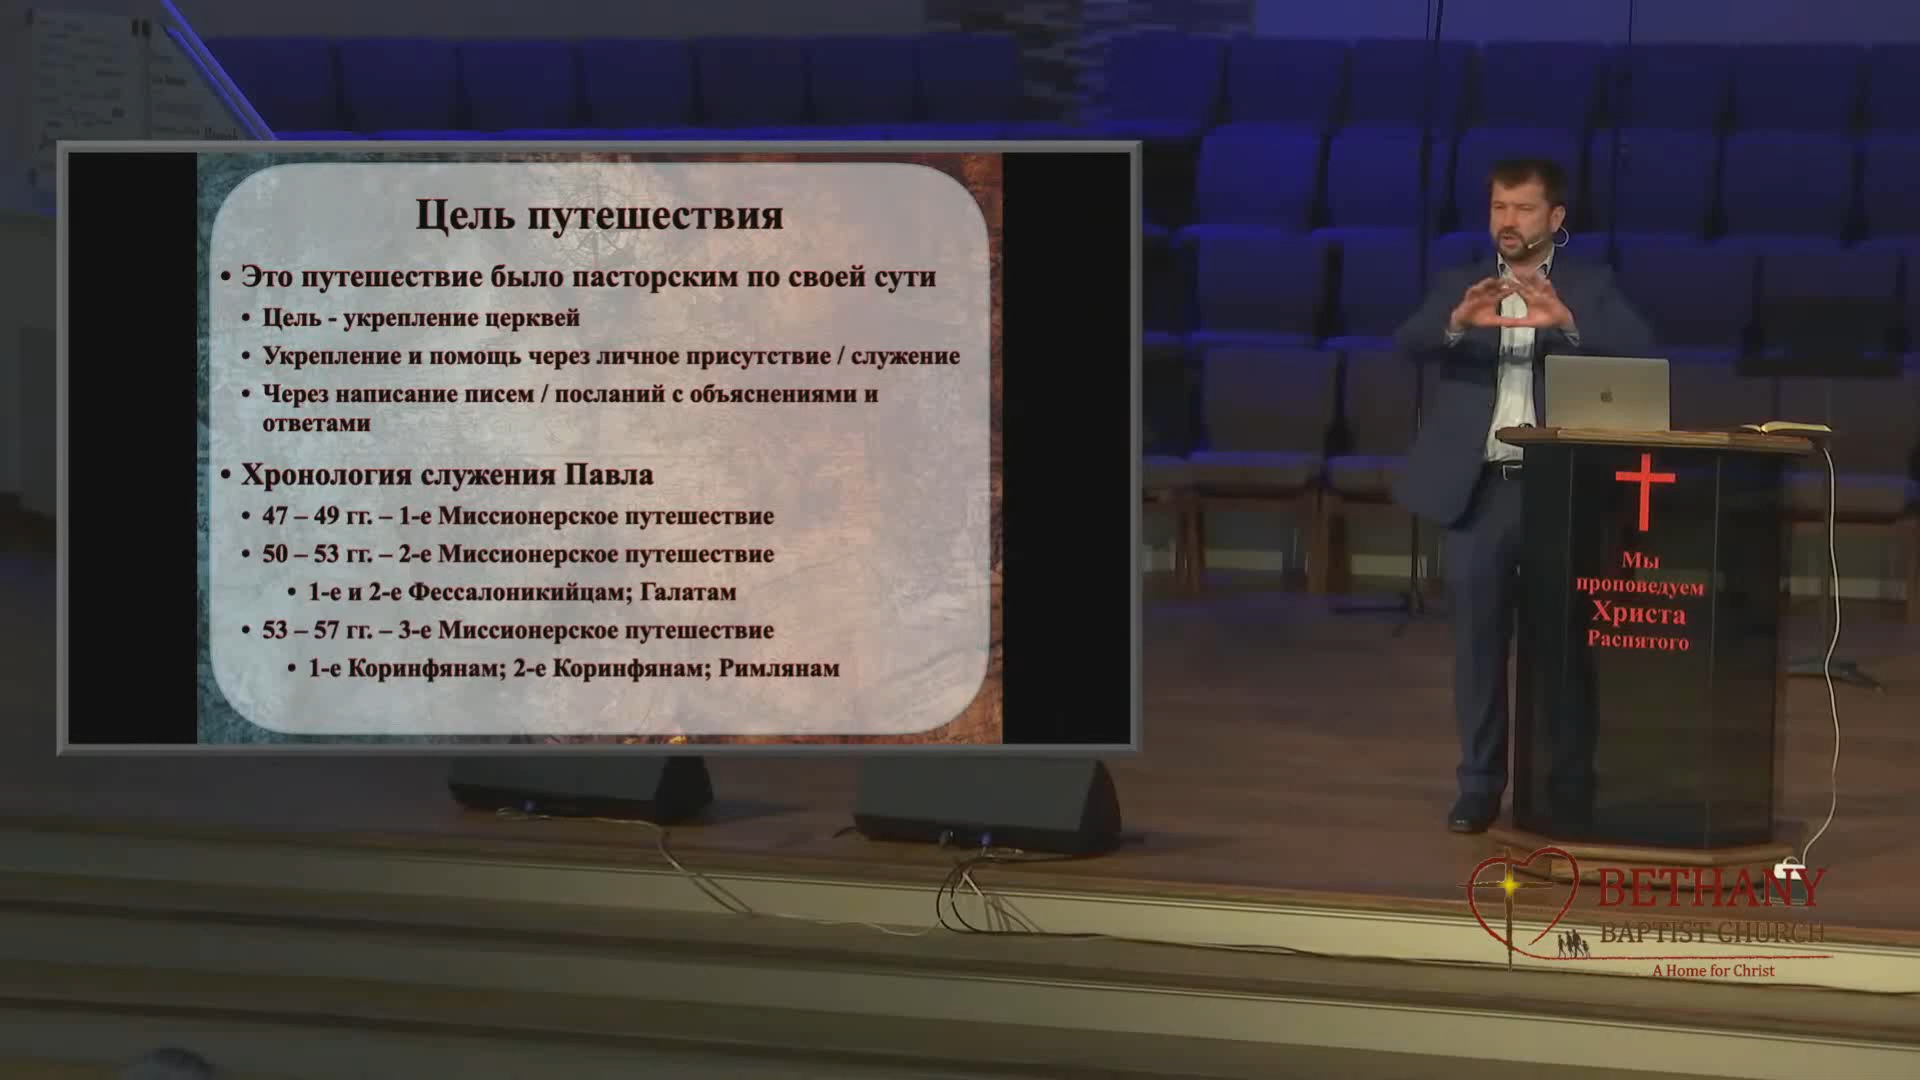 Цель путешествия
• Это путешествие было пасторским по своей сути
• Цель - укрепление церквей
• Укрепление и помощь через личное присутствие / служение
• Через написание писем / посланий с объяснениями и
ответами
• Хронология служения Павла
• 47 – 49 гг. – 1-е Миссионерское путешествие
• 50 – 53 гг. – 2-е Миссионерское путешествие
• 1-е и 2-е Фессалоникийцам; Галатам
• 53 – 57 гг. – 3-е Миссионерское путешествие
• 1-е Коринфянам; 2-е Коринфянам; Римлянам
Мы
проповедуем
Христа
Распятого
BETHANY
BAPTIST CHURCH
A Home for Christ